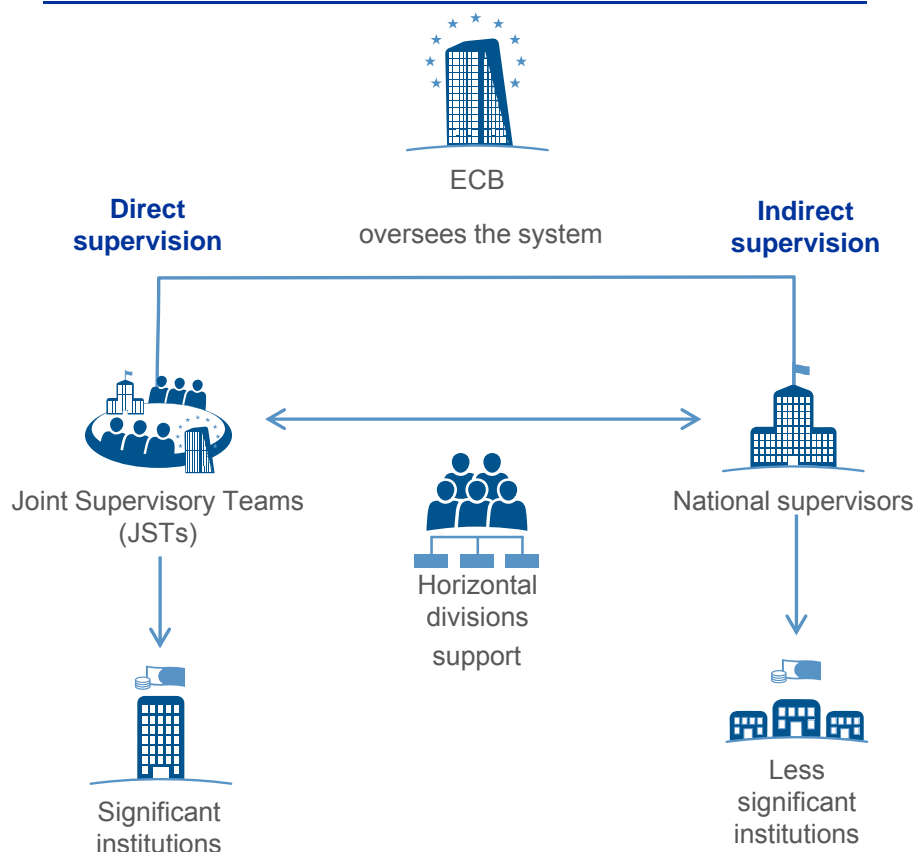 ECB
Direct
supervision
oversees the system
Indirect
supervision
Joint Supervisory Teams
(JSTs)
National supervisors
Horizontal
divisions
support
Significant
institutions
Less
significant
institutions